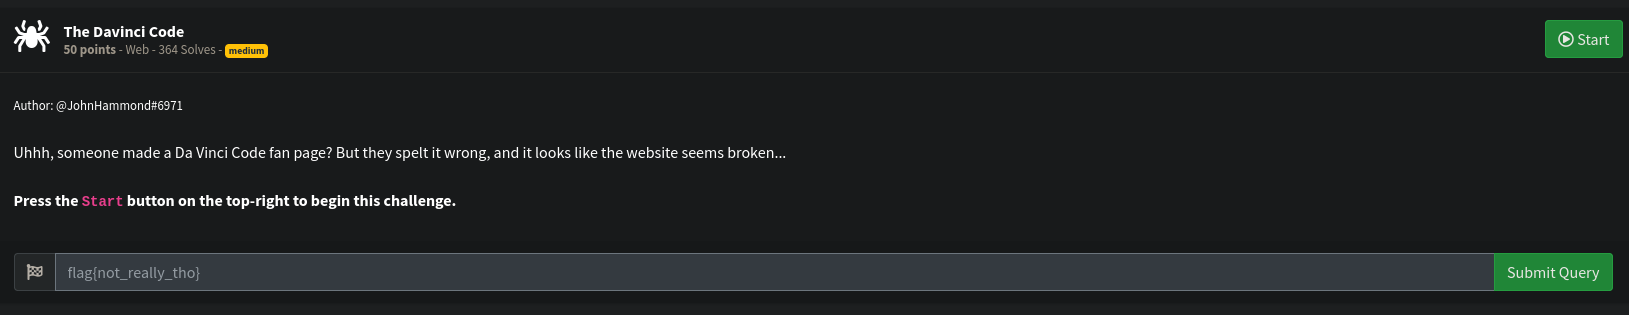 The Davinci Code
50 points - Web - 364 Solves - medium
Start
Author: @JohnHammond#6971
Uhhh, someone made a Da Vinci Code fan page? But they spelt it wrong, and it looks like the website seems broken...
Press the Start button on the top-right to begin this challenge.
flag{not_really_tho}
Submit Query